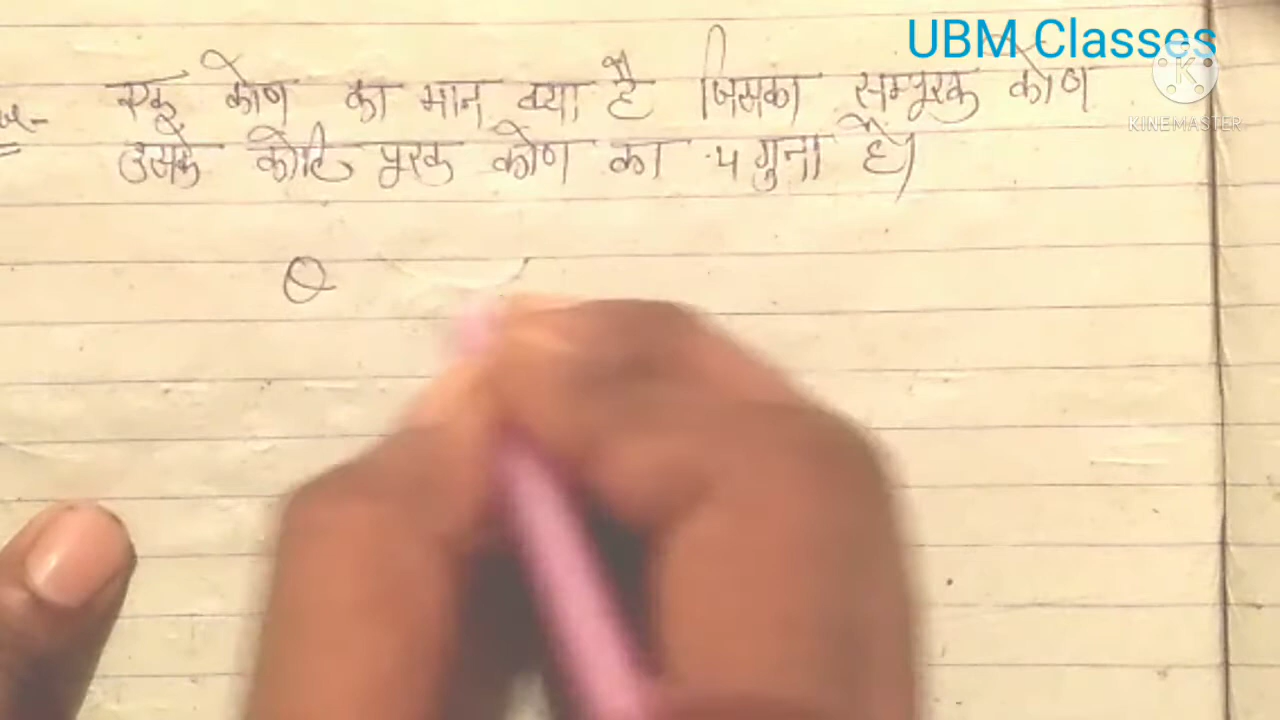 UBM Classes
KINEMASTER
एक कोण का मान क्या है जिसका सम्पूरक कोण
उसके कोटि पूरक कोण का 4 गुना है।
θ